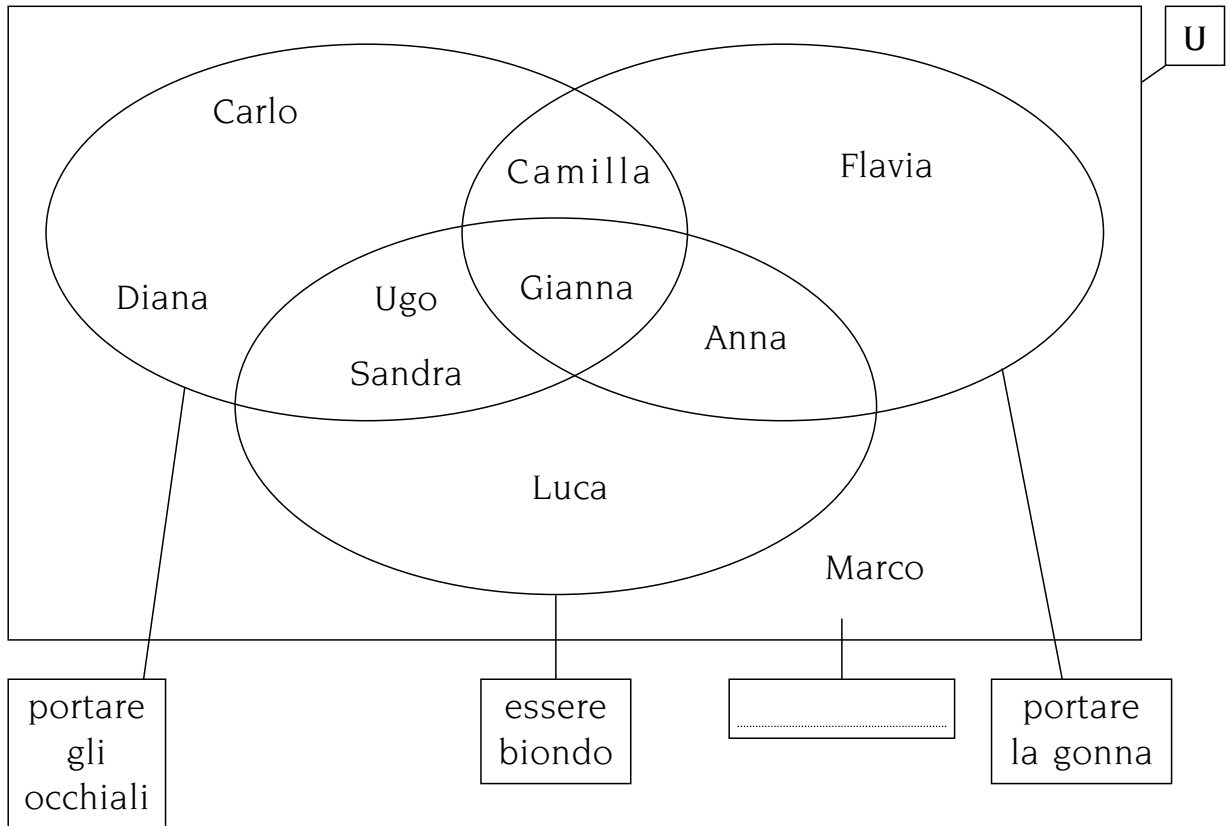 U
Carlo
Camilla
Flavia
Diana
Ugo
Gianna
Anna
Sandra
Luca
Marco
portare
gli
occhiali
essere
biondo
portare
la gonna